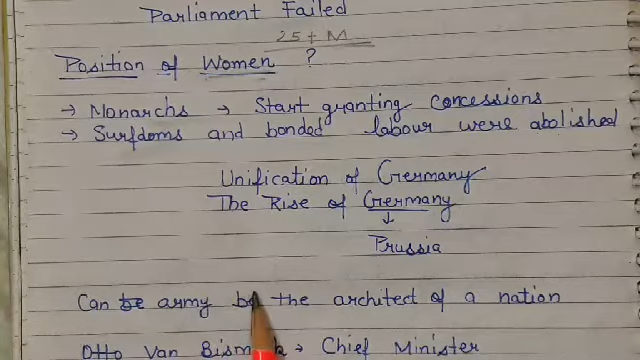 Parliament Failed
25+ M
Position of Women ?
→ Monarchs → Start granting concessions
→ Surfdoms and bonded labour were abolished
Unification of Germany
The Rise of Germany
↓
Prussia
Can be army be the architect of a nation
Otto Van Bismark → Chief Minister